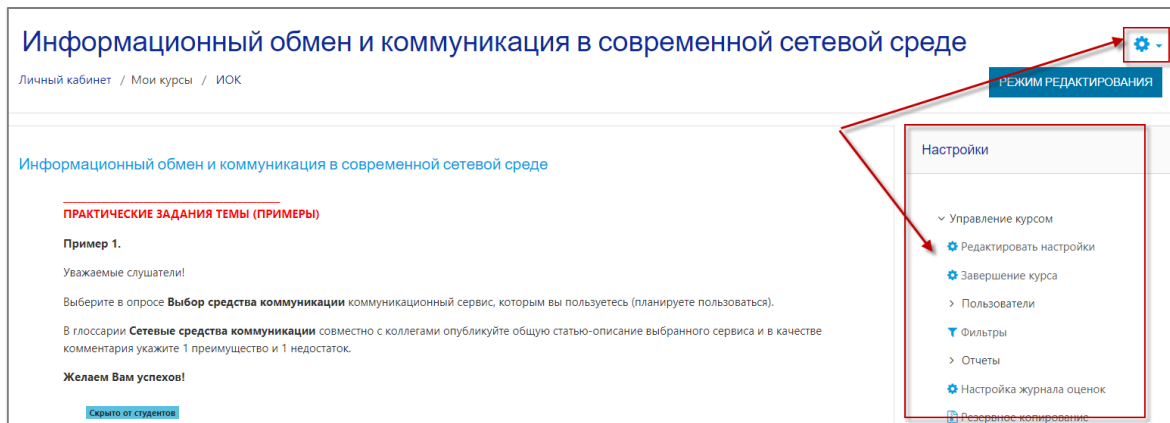 Информационный обмен и коммуникация в современной сетевой среде
Личный кабинет / Мои курсы / ИОК
РЕЖИМ РЕДАКТИРОВАНИЯ
Информационный обмен и коммуникация в современной сетевой среде
ПРАКТИЧЕСКИЕ ЗАДАНИЯ ТЕМЫ (ПРИМЕРЫ)
Пример 1.
Уважаемые слушатели!
Выберите в опросе Выбор средства коммуникации коммуникационный сервис, которым вы пользуетесь (планируете пользоваться).
В глоссарии Сетевые средства коммуникации совместно с коллегами опубликуйте общую статью-описание выбранного сервиса и в качестве
комментария укажите 1 преимущество и 1 недостаток.
Желаем Вам успехов!
Скрыто от студентов
Настройки
Управление курсом
Редактировать настройки
Завершение курса
Пользователи
Фильтры
Отчеты
Настройка журнала оценок
Резервное копирование